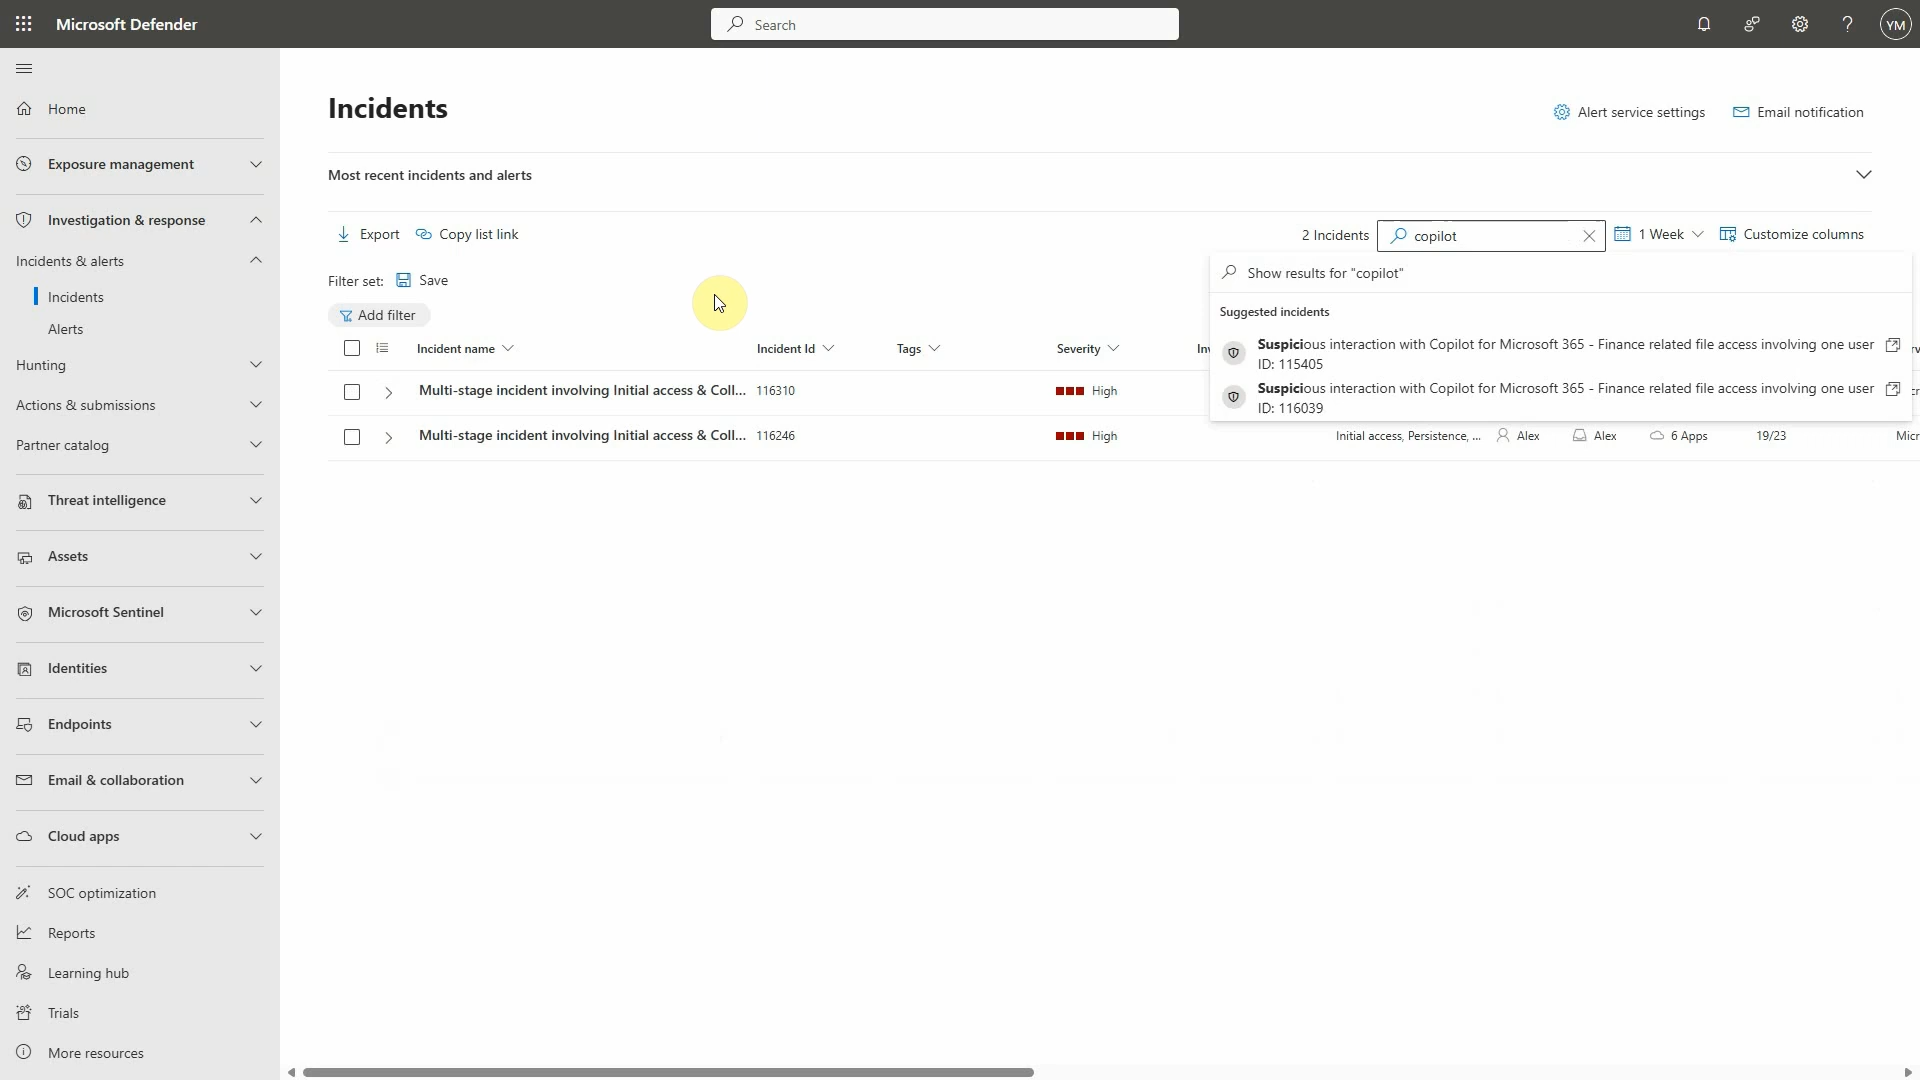 Microsoft Defender
Search
YM
Home
Exposure management
Investigation & response
Incidents & alerts
Incidents
Alerts
Hunting
Actions & submissions
Partner catalog
Threat intelligence
Assets
Microsoft Sentinel
Identities
Endpoints
Email & collaboration
Cloud apps
SOC optimization
Reports
Learning hub
Trials
More resources
Incidents
Alert service settings Email notification
Most recent incidents and alerts
Export Copy list link 2 Incidents copilot 1 Week Customize columns
Filter set: Save
Add filter
Show results for "copilot"
Suggested incidents
Suspicious interaction with Copilot for Microsoft 365 - Finance related file access involving one user
ID: 115405
Suspicious interaction with Copilot for Microsoft 365 - Finance related file access involving one user
ID: 116039
Incident name Incident Id Tags Severity
Multi-stage incident involving Initial access & Coll... 116310 High
Multi-stage incident involving Initial access & Coll... 116246 High Initial access, Persistence, ... Alex Alex 6 Apps 19/23 Micr